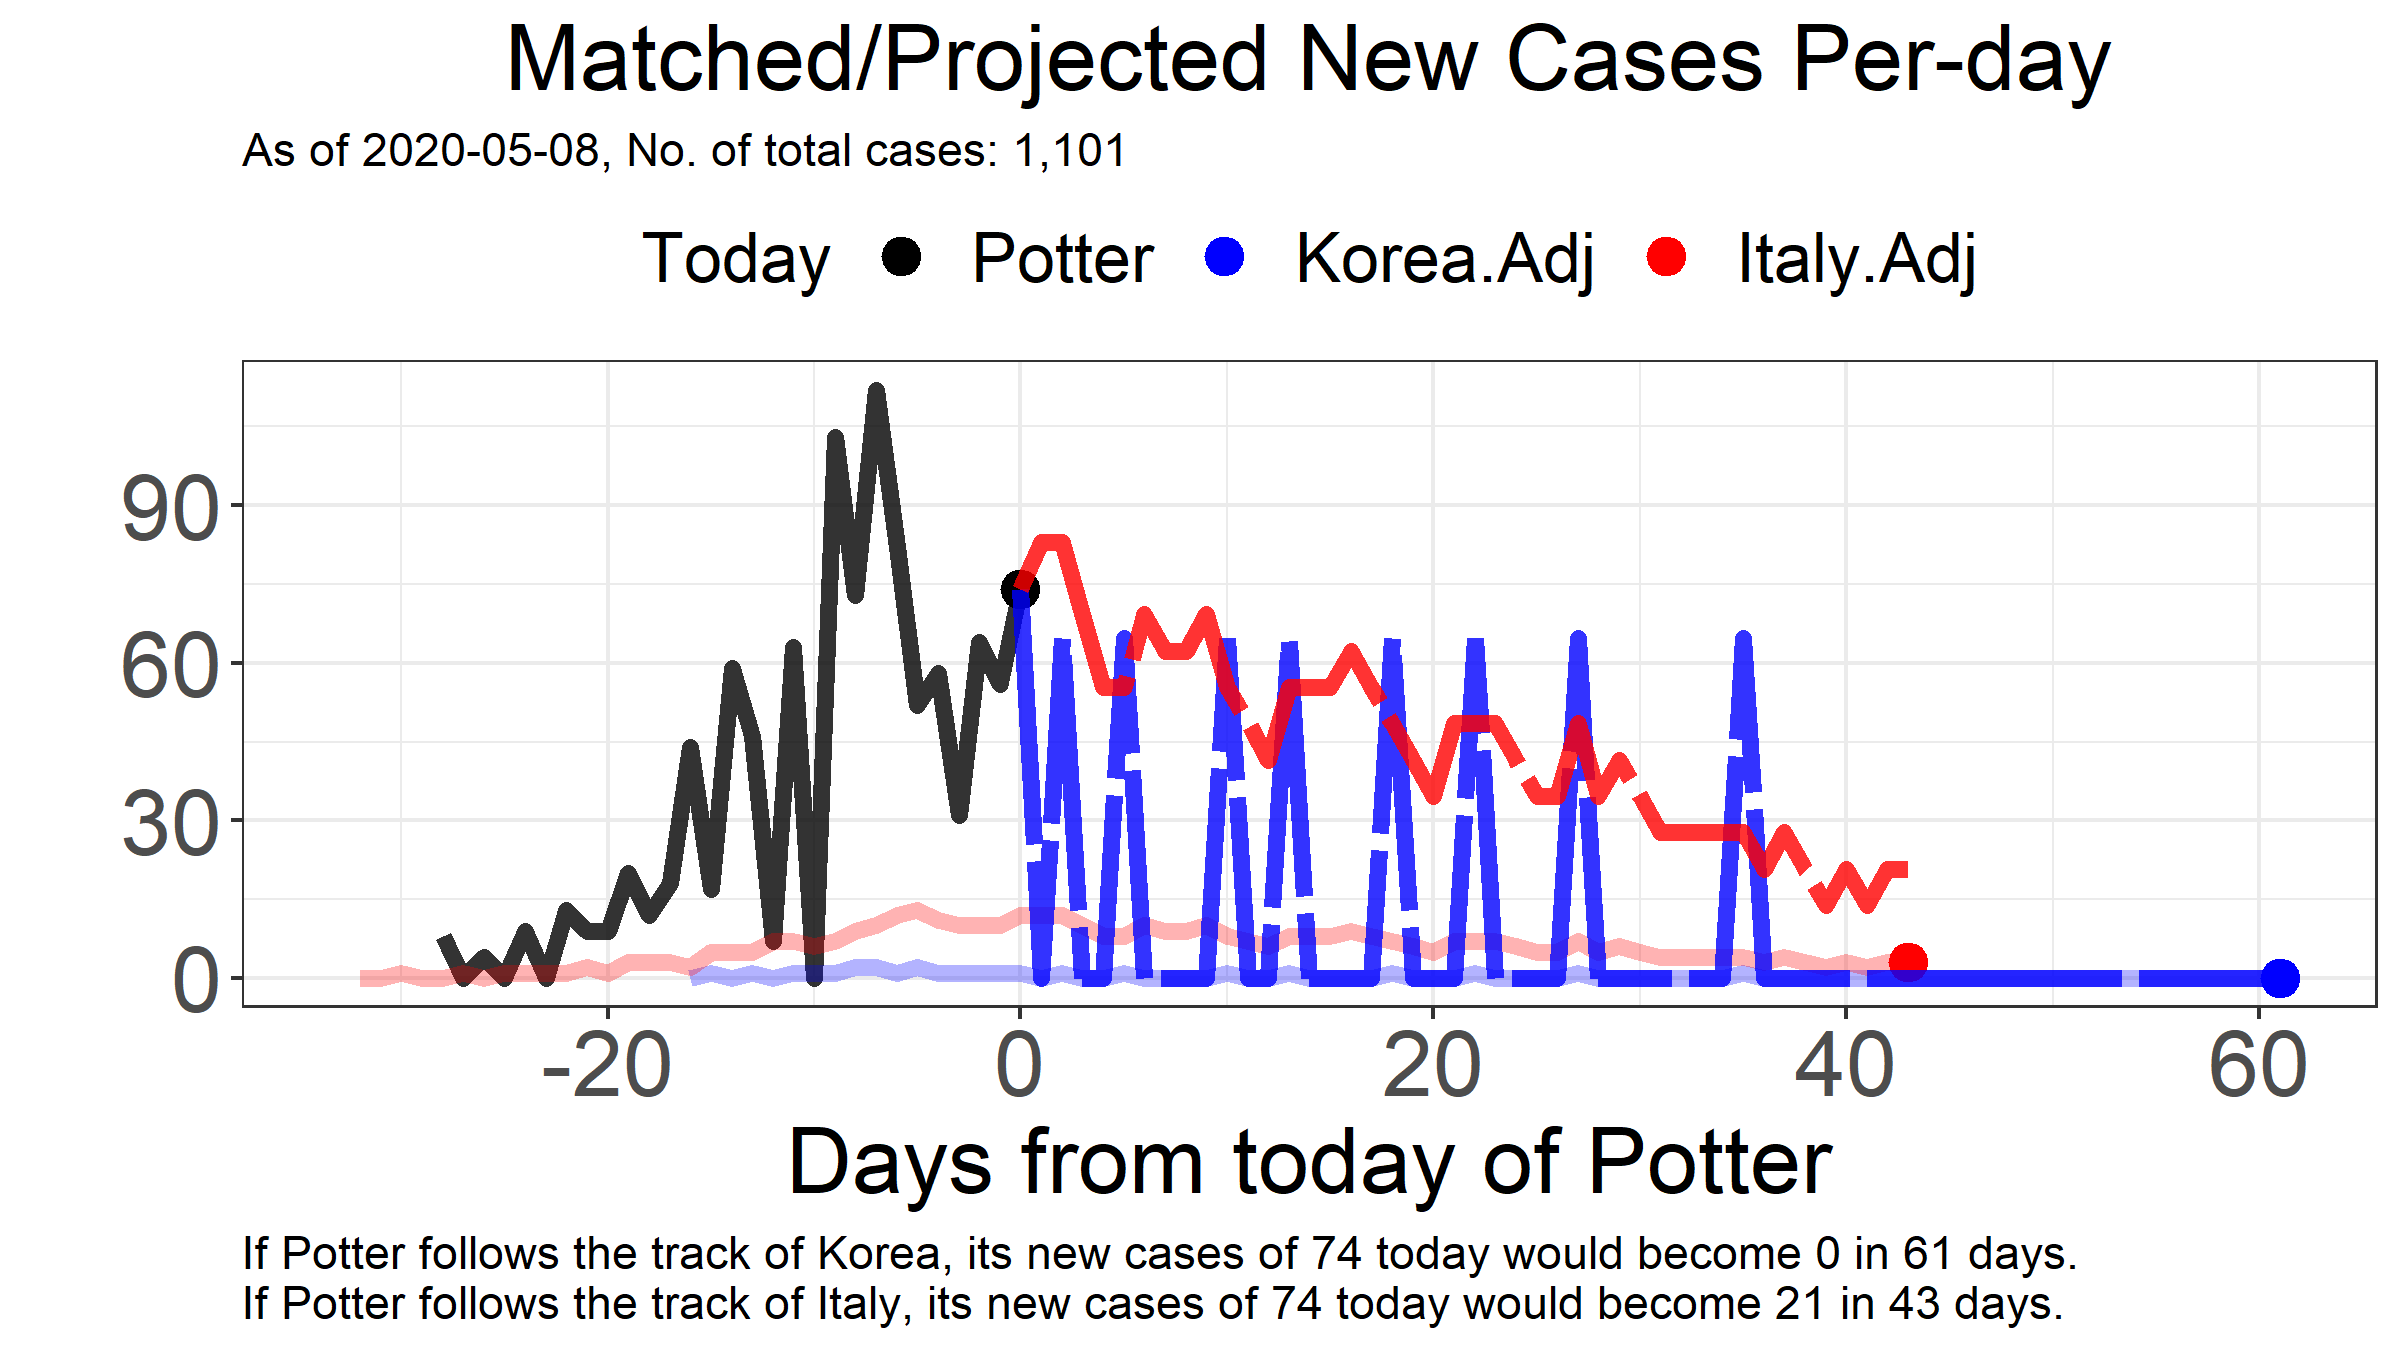 Matched/Projected New Cases Per-day
As of 2020-05-08, No. of total cases: 1,101
Today Potter Korea.Adj Italy.Adj
90
60
30
0
-20 0 20 40 60
Days from today of Potter
If Potter follows the track of Korea, its new cases of 74 today would become 0 in 61 days.
If Potter follows the track of Italy, its new cases of 74 today would become 21 in 43 days.